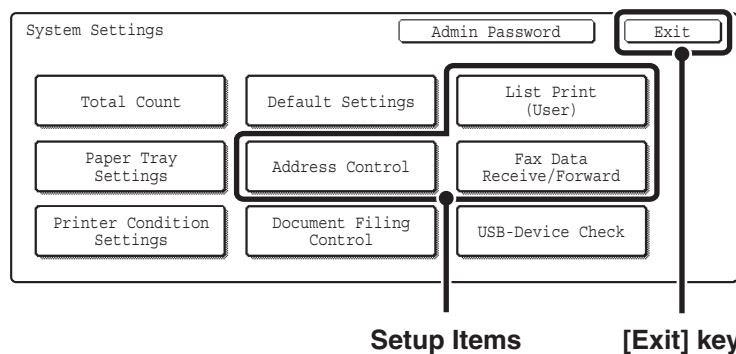 System Settings
Admin Password
Exit
Total Count
Default Settings
List Print
(User)
Paper Tray
Settings
Address Control
Fax Data
Receive/Forward
Printer Condition
Settings
Document Filing
Control
USB-Device Check
Setup Items
[Exit] key